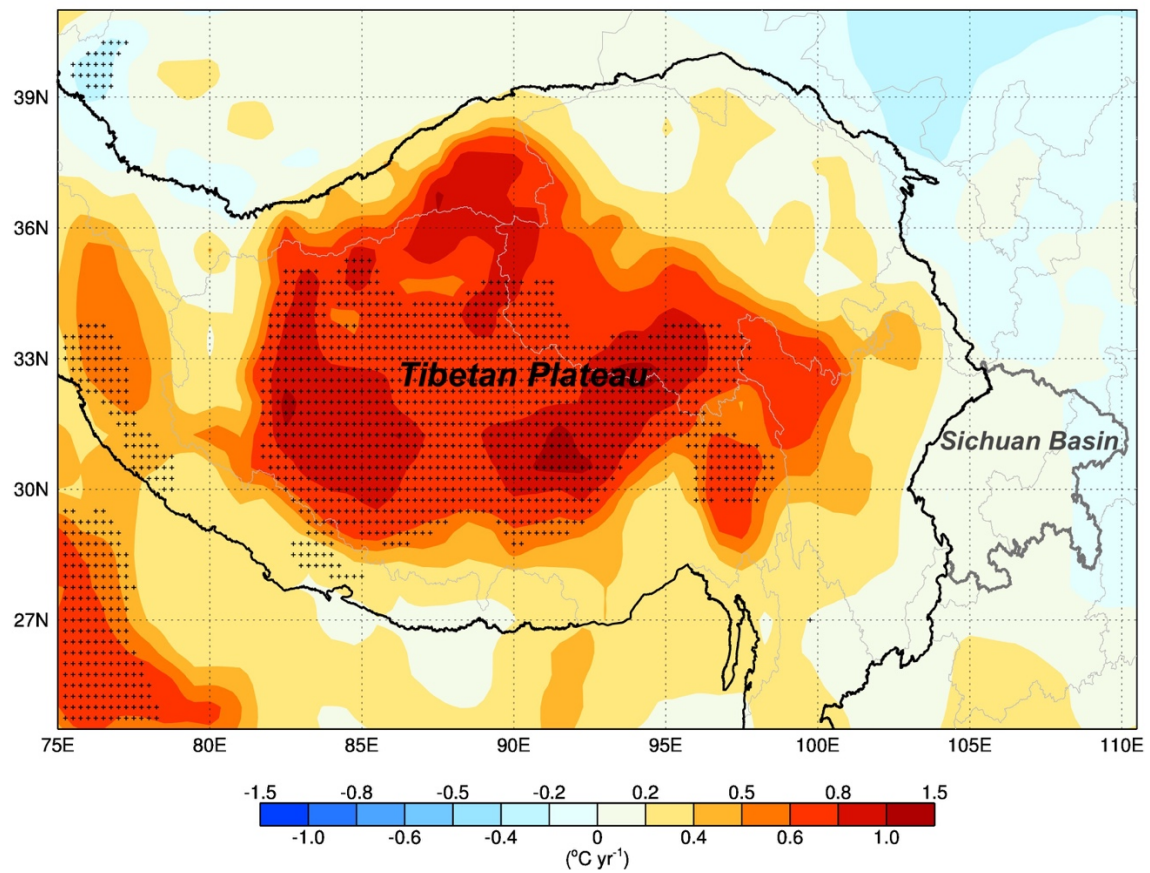 39N
36N
33N
Tibetan Plateau
Sichuan Basin
30N
27N
75E 80E 85E 90E 95E 100E 105E 110E
-1.5 -0.8 -0.5 -0.2 0.2 0.5 0.8 1.5
-1.0 -0.6 -0.4 0 0.4 0.6 1.0
(ºC yr⁻¹)